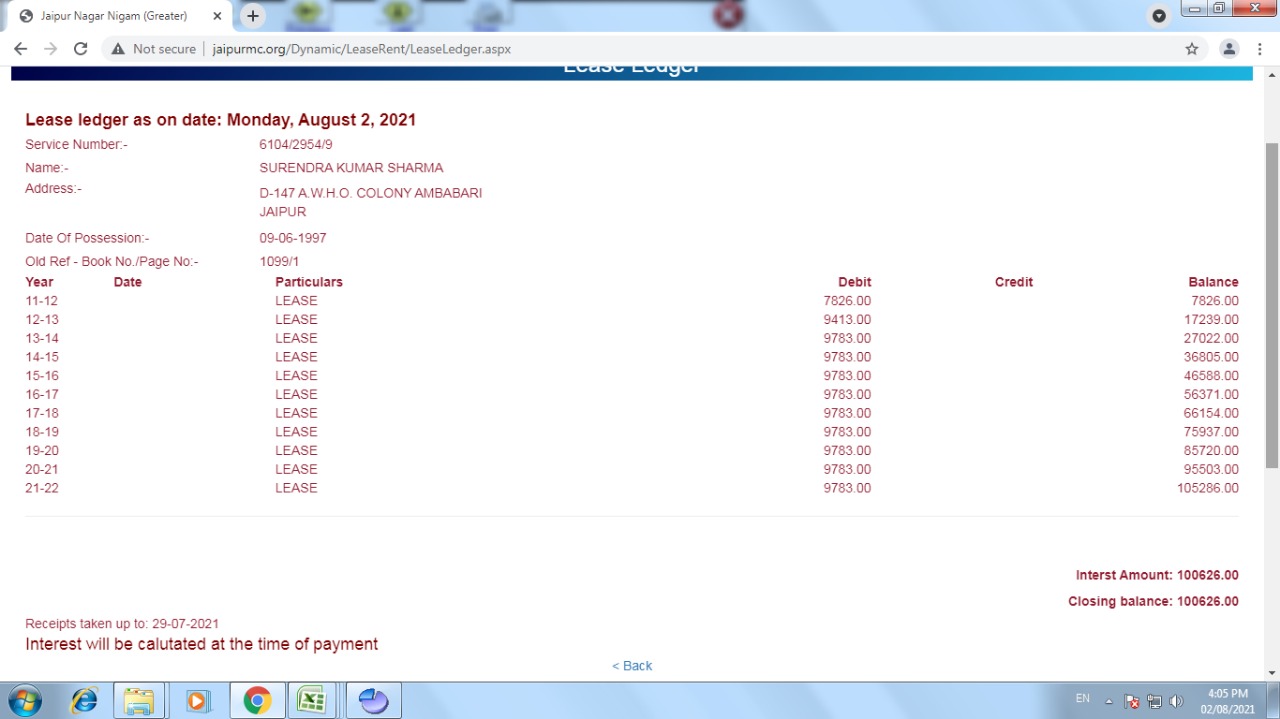 Jaipur Nagar Nigam (Greater)
Not secure | jaipurmc.org/Dynamic/LeaseRent/LeaseLedger.aspx
Lease Ledger
Lease ledger as on date: Monday, August 2, 2021
Service Number:- 6104/2954/9
Name:- SURENDRA KUMAR SHARMA
Address:- D-147 A.W.H.O. COLONY AMBABARI
JAIPUR
Date Of Possession:- 09-06-1997
Old Ref - Book No./Page No:- 1099/1
Year Date Particulars Debit Credit Balance
11-12 LEASE 7826.00 7826.00
12-13 LEASE 9413.00 17239.00
13-14 LEASE 9783.00 27022.00
14-15 LEASE 9783.00 36805.00
15-16 LEASE 9783.00 46588.00
16-17 LEASE 9783.00 56371.00
17-18 LEASE 9783.00 66154.00
18-19 LEASE 9783.00 75937.00
19-20 LEASE 9783.00 85720.00
20-21 LEASE 9783.00 95503.00
21-22 LEASE 9783.00 105286.00
Interst Amount: 100626.00
Closing balance: 100626.00
Receipts taken up to: 29-07-2021
Interest will be calutated at the time of payment
< Back
EN 4:05 PM
02/08/2021